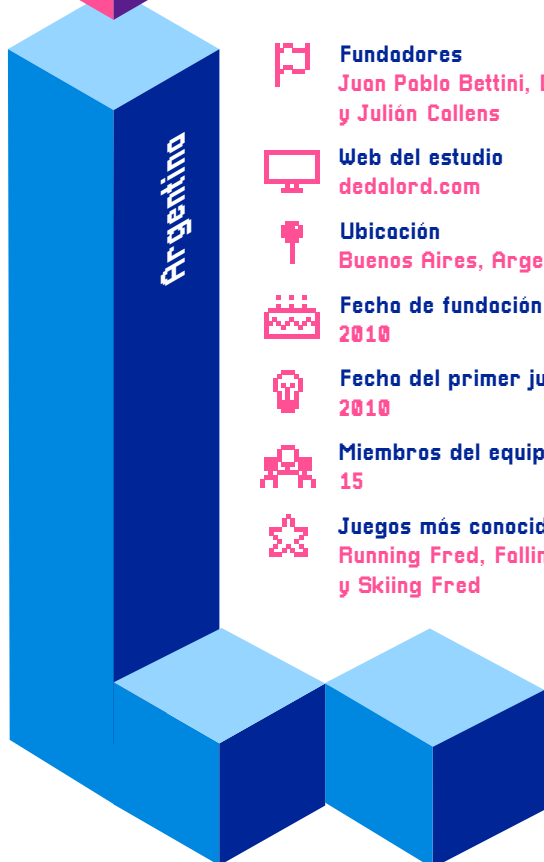 Argentina
Fundadores
Juan Pablo Bettini,
y Julián Callens
Web del estudio
dedalord.com
Ubicación
Buenos Aires,
Fecha de fundación
2010
Fecha del primer
2010
Miembros del
15
Juegos más
Running Fred,
y Skiing Fred